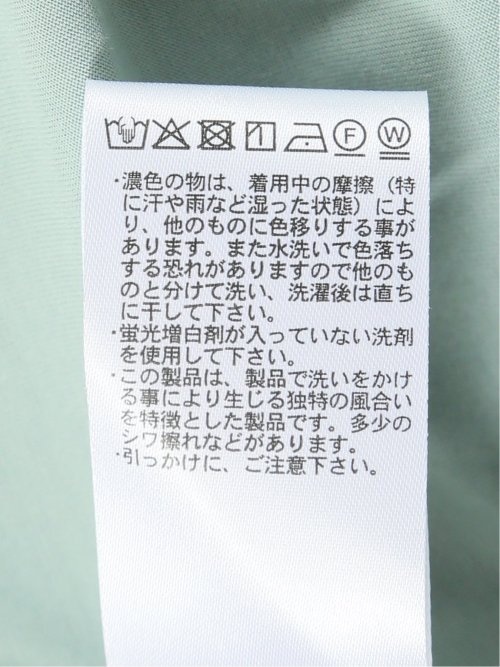 F W
・濃色の物は、着用中の摩擦（特
に汗や雨など湿った状態）によ
り、他のものに色移りする事が
あります。また水洗いで色落ち
する恐れがありますので他のも
のと分けて洗い、洗濯後は直ち
に干して下さい。
・蛍光増白剤が入っていない洗剤
を使用して下さい。
・この製品は、製品で洗いをかけ
る事により生じる独特の風合い
を特徴とした製品です。多少の
シワ擦れなどがあります。
・引っかけに、ご注意下さい。